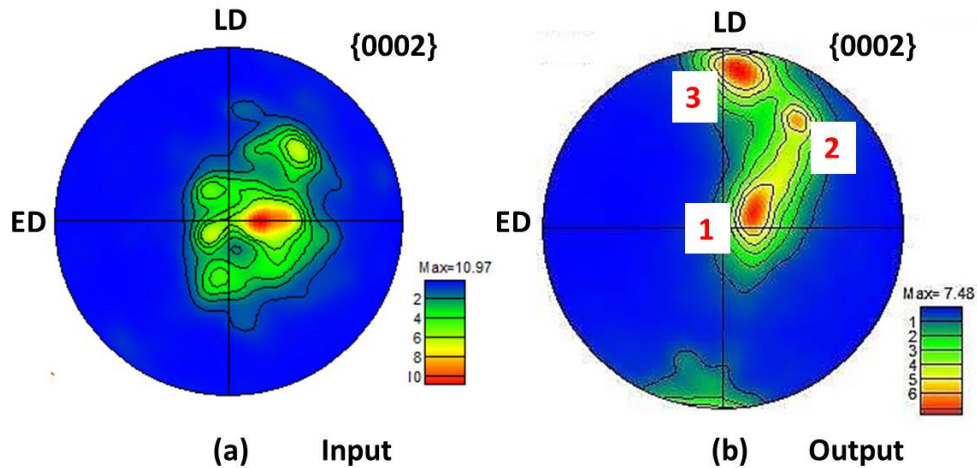 LD
{0002}
ED
Max=10.97
2
4
6
8
10
(a) Input
LD
{0002}
3
2
ED
1
Max= 7.48
1
2
3
4
5
6
(b) Output